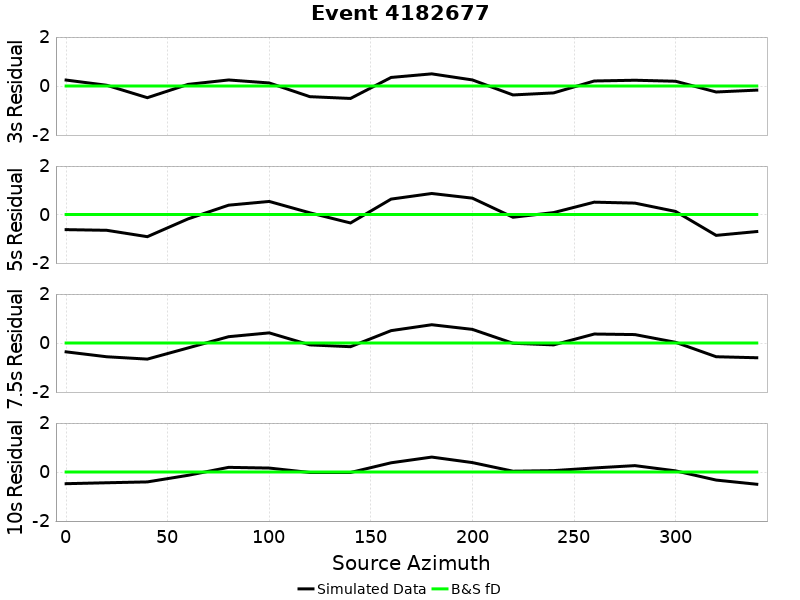 Event 4182677
3s Residual
2
0
-2
5s Residual
2
0
-2
7.5s Residual
2
0
-2
10s Residual
2
0
-2
0 50 100 150 200 250 300
Source Azimuth
Simulated Data B&S fD